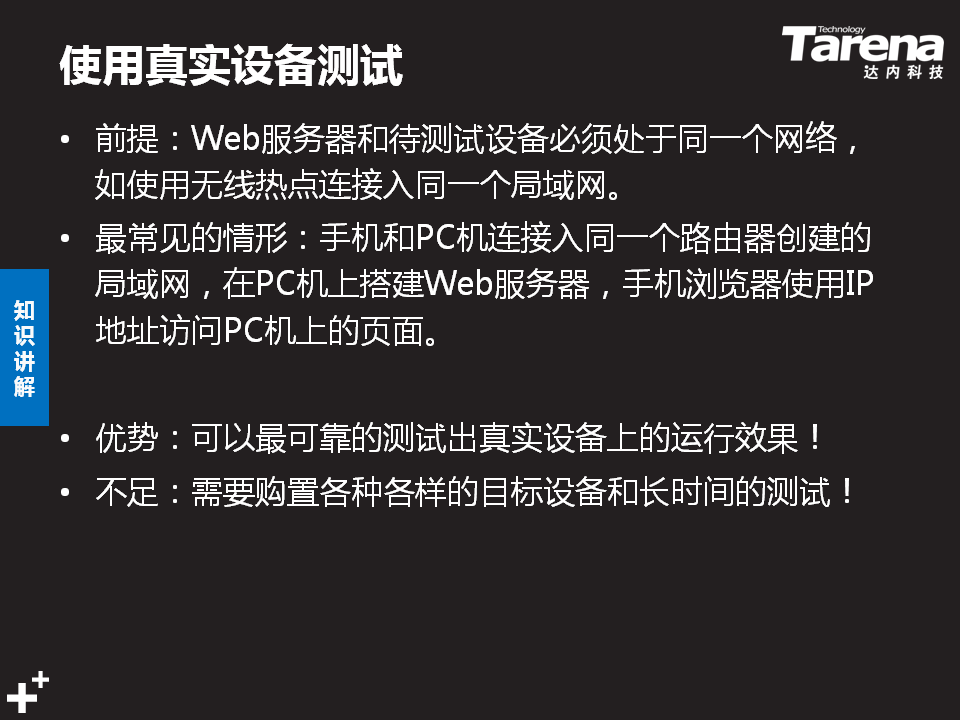 使用真实设备测试
Technology
Tarena
达内科技
• 前提：Web服务器和待测试设备必须处于同一个网络，
如使用无线热点连接入同一个局域网。
• 最常见的情形：手机和PC机连接入同一个路由器创建的
局域网，在PC机上搭建Web服务器，手机浏览器使用IP
地址访问PC机上的页面。
知识讲解
• 优势：可以最可靠的测试出真实设备上的运行效果！
• 不足：需要购置各种各样的目标设备和长时间的测试！